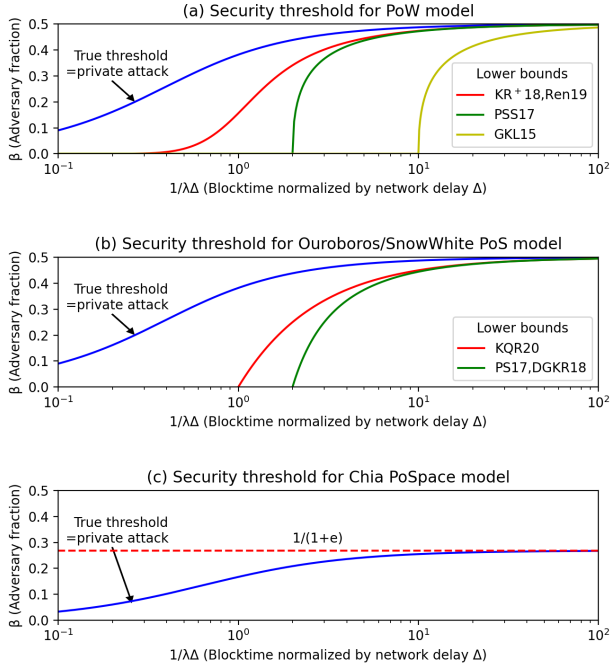 (a) Security threshold for PoW model
β (Adversary fraction)
0.5
0.4
0.3
0.2
0.1
0.0
True threshold
=private attack
Lower bounds
KR⁺18,Ren19
PSS17
GKL15
10⁻¹ 10⁰ 10¹ 10²
1/λΔ (Blocktime normalized by network delay Δ)
(b) Security threshold for Ouroboros/SnowWhite PoS model
β (Adversary fraction)
0.5
0.4
0.3
0.2
0.1
0.0
True threshold
=private attack
Lower bounds
KQR20
PS17,DGKR18
10⁻¹ 10⁰ 10¹ 10²
1/λΔ (Blocktime normalized by network delay Δ)
(c) Security threshold for Chia PoSpace model
β (Adversary fraction)
0.5
0.4
0.3
0.2
0.1
0.0
True threshold
=private attack
1/(1+e)
10⁻¹ 10⁰ 10¹ 10²
1/λΔ (Blocktime normalized by network delay Δ)